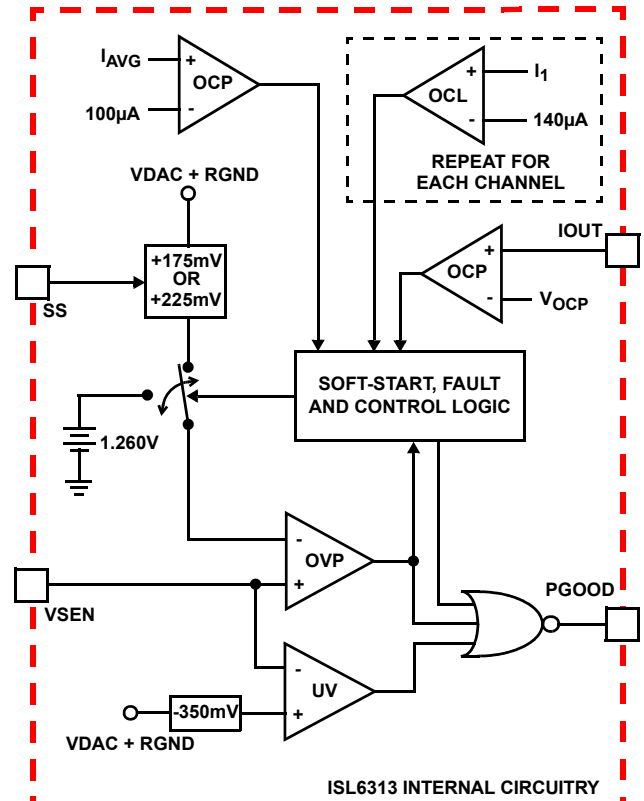 I_AVG
+
OCP
100µA
-
+
I_1
OCL
-
140µA
REPEAT FOR
EACH CHANNEL
VDAC + RGND
+175mV
OR
+225mV
SS
IOUT
+
OCP
-
V_OCP
SOFT-START, FAULT
AND CONTROL LOGIC
1.260V
-
OVP
+
VSEN
PGOOD
-
UV
+
-350mV
VDAC + RGND
ISL6313 INTERNAL CIRCUITRY